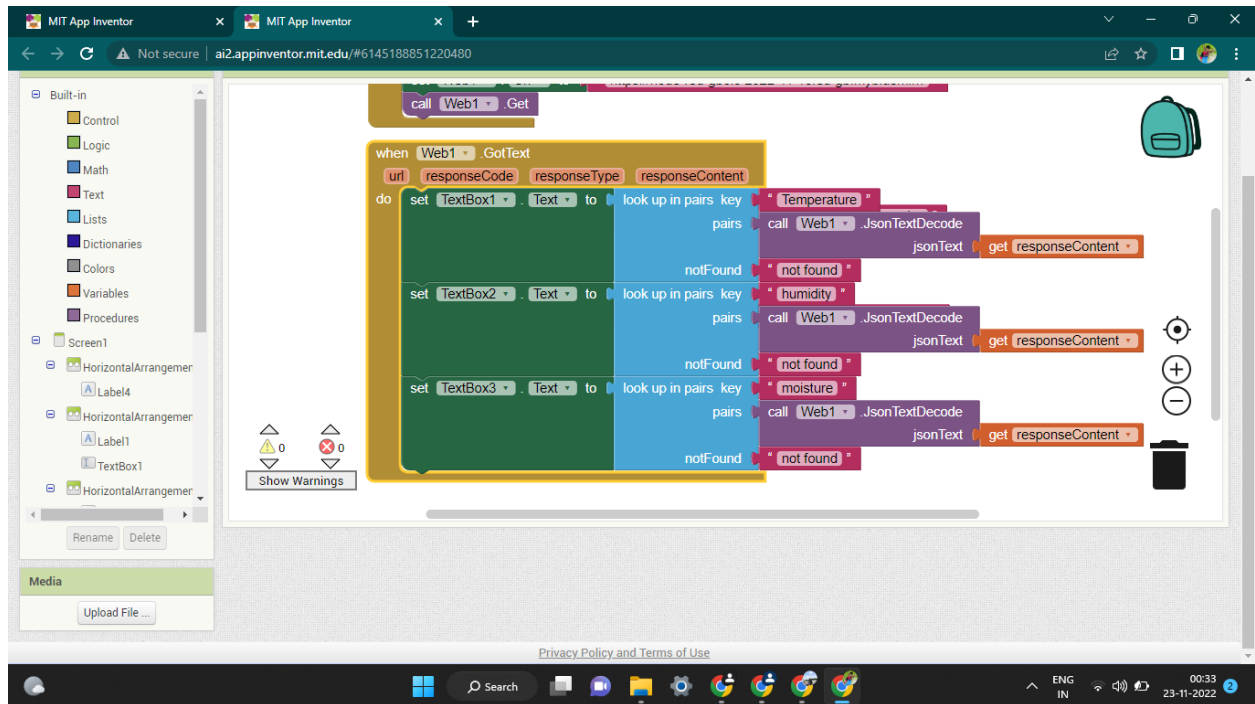 MIT App Inventor
MIT App Inventor
Not secure
ai2.appinventor.mit.edu/#6145188851220480
Built-in
Control
Logic
Math
Text
Lists
Dictionaries
Colors
Variables
Procedures
Screen1
HorizontalArrangemen
Label4
HorizontalArrangemen
Label1
TextBox1
HorizontalArrangemen
Rename Delete
Media
Upload File ...
call Web1 .Get
when Web1 .GotText
url responseCode responseType responseContent
do set TextBox1 . Text to look up in pairs key " Temperature "
pairs call Web1 .JsonTextDecode
jsonText get responseContent
notFound " not found "
set TextBox2 . Text to look up in pairs key " humidity "
pairs call Web1 .JsonTextDecode
jsonText get responseContent
notFound " not found "
set TextBox3 . Text to look up in pairs key " moisture "
pairs call Web1 .JsonTextDecode
jsonText get responseContent
notFound " not found "
0 0
Show Warnings
Privacy Policy and Terms of Use
Search
ENG
IN
00:33
23-11-2022
2